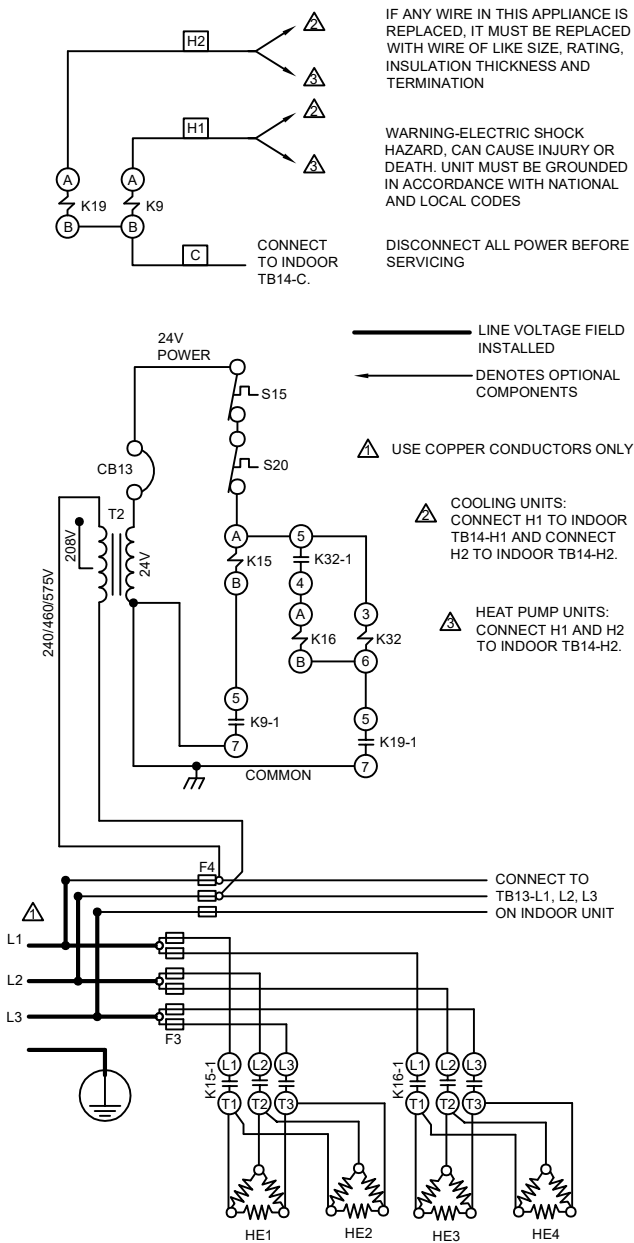 H2
2
3
IF ANY WIRE IN THIS APPLIANCE IS
REPLACED, IT MUST BE REPLACED
WITH WIRE OF LIKE SIZE, RATING,
INSULATION THICKNESS AND
TERMINATION
H1
2
3
WARNING-ELECTRIC SHOCK
HAZARD, CAN CAUSE INJURY OR
DEATH. UNIT MUST BE GROUNDED
IN ACCORDANCE WITH NATIONAL
AND LOCAL CODES
A
A
K19
K9
B
B
C
CONNECT
TO INDOOR
TB14-C.
DISCONNECT ALL POWER BEFORE
SERVICING
24V
POWER
LINE VOLTAGE FIELD
INSTALLED
S15
DENOTES OPTIONAL
COMPONENTS
1 USE COPPER CONDUCTORS ONLY
CB13
S20
2
COOLING UNITS:
CONNECT H1 TO INDOOR
TB14-H1 AND CONNECT
H2 TO INDOOR TB14-H2.
T2
208V
24V
240/460/575V
A
5
K15
K32-1
B
4
A
3
K16
K32
B
6
3
HEAT PUMP UNITS:
CONNECT H1 AND H2
TO INDOOR TB14-H2.
5
K9-1
7
5
K19-1
7
COMMON
F4
CONNECT TO
TB13-L1, L2, L3
ON INDOOR UNIT
1
L1
L2
L3
F3
K15-1
L1
L2
L3
T1
T2
T3
K16-1
L1
L2
L3
T1
T2
T3
HE1
HE2
HE3
HE4